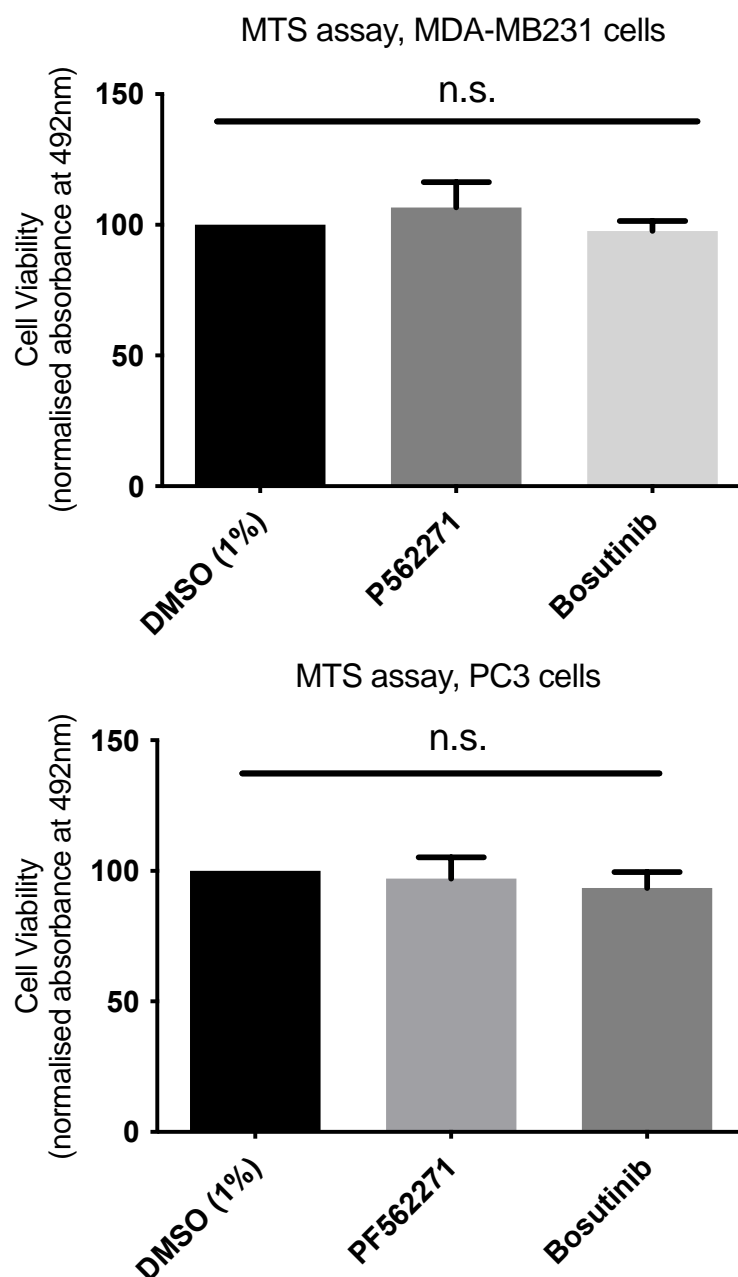 MTS assay, MDA-MB231 cells
n.s.
Cell Viability
(normalised absorbance at 492nm)
150
100
50
0
DMSO (1%)
P562271
Bosutinib
MTS assay, PC3 cells
n.s.
Cell Viability
(normalised absorbance at 492nm)
150
100
50
0
DMSO (1%)
PF562271
Bosutinib